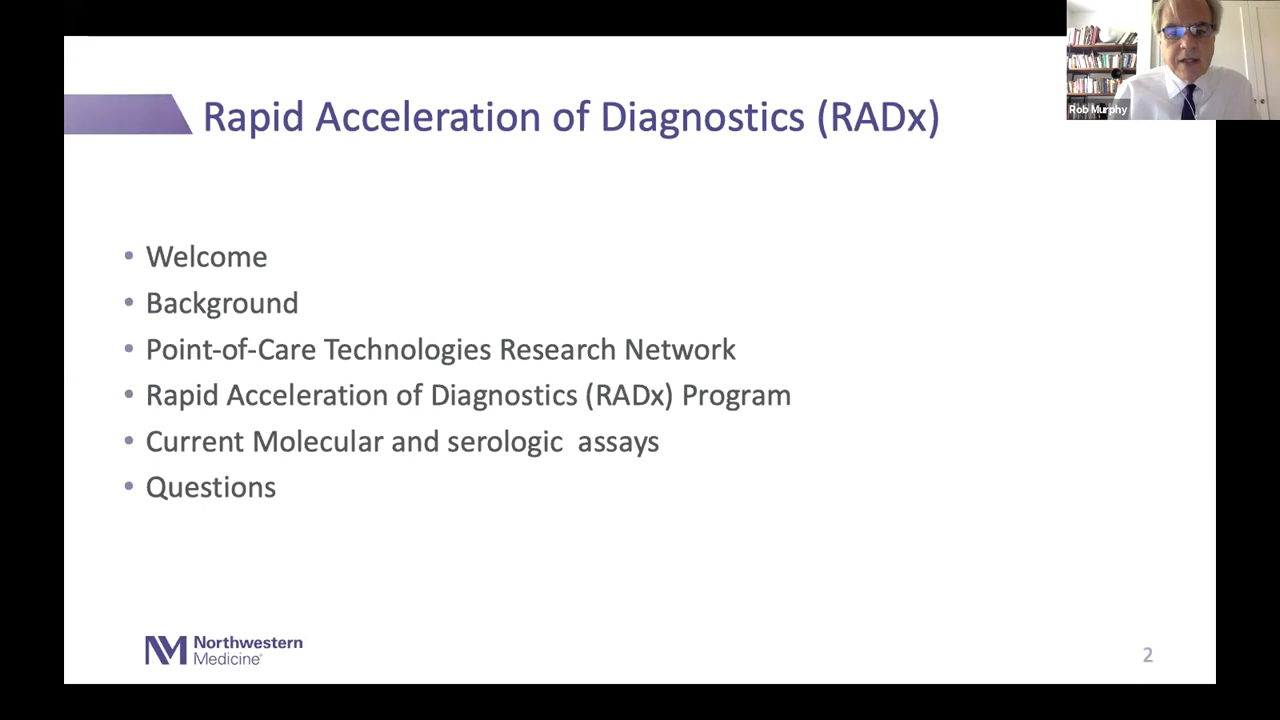 Rapid Acceleration of Diagnostics (RADx)
Rob Murphy
• Welcome
• Background
• Point-of-Care Technologies Research Network
• Rapid Acceleration of Diagnostics (RADx) Program
• Current Molecular and serologic  assays
• Questions
NM Northwestern
Medicine®
2